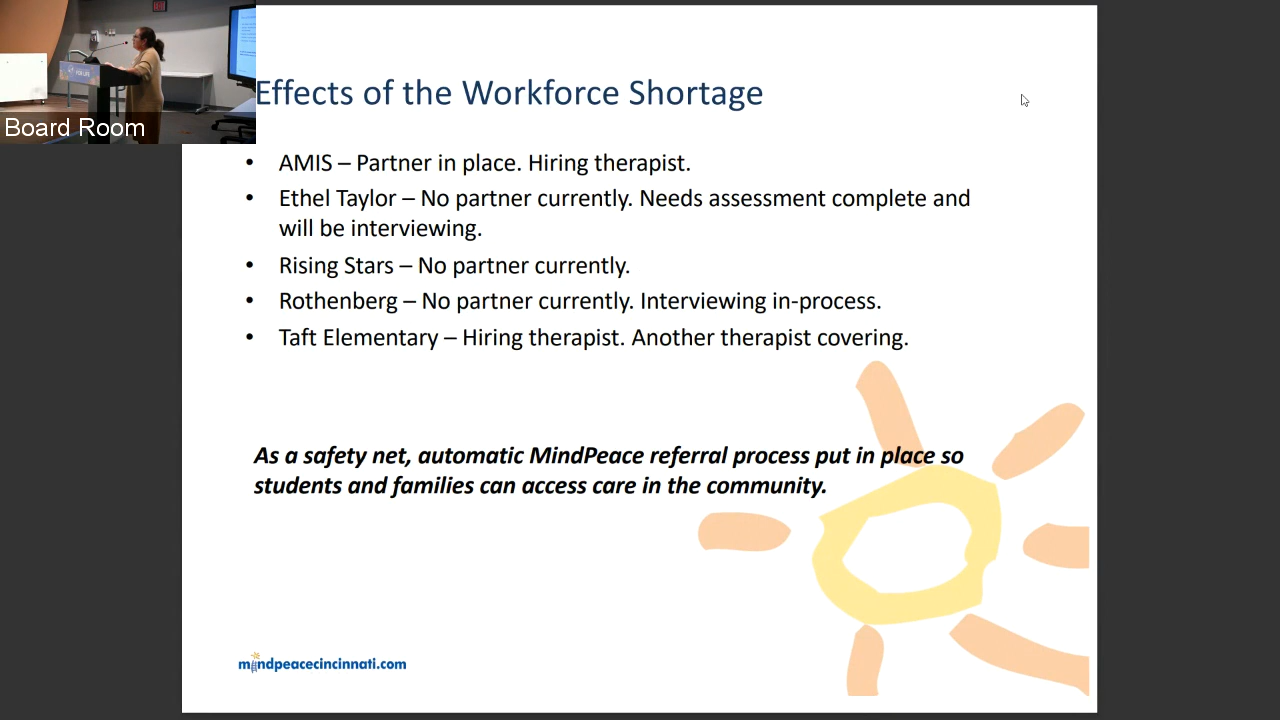 Effects of the Workforce Shortage
FOR LIFE
Board Room
• AMIS – Partner in place. Hiring therapist.
• Ethel Taylor – No partner currently. Needs assessment complete and
will be interviewing.
• Rising Stars – No partner currently.
• Rothenberg – No partner currently. Interviewing in-process.
• Taft Elementary – Hiring therapist. Another therapist covering.
As a safety net, automatic MindPeace referral process put in place so
students and families can access care in the community.
mindpeacecincinnati.com